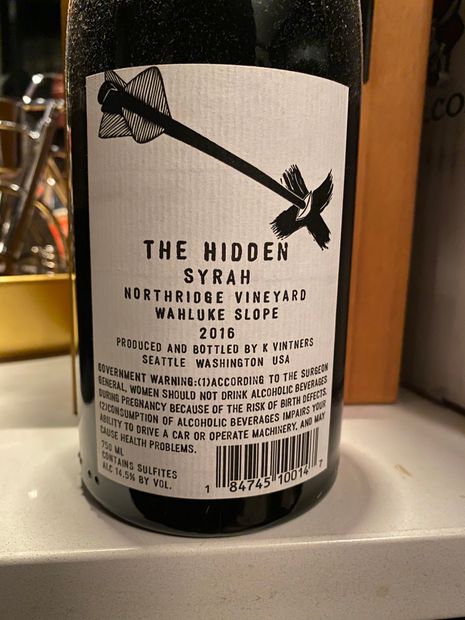 THE HIDDEN
SYRAH
NORTHRIDGE VINEYARD
WAHLUKE SLOPE
2016
PRODUCED AND BOTTLED BY K VINTNERS
SEATTLE WASHINGTON USA
GOVERNMENT WARNING:(1)ACCORDING TO THE SURGEON
GENERAL, WOMEN SHOULD NOT DRINK ALCOHOLIC BEVERAGES
DURING PREGNANCY BECAUSE OF THE RISK OF BIRTH DEFECTS.
(2)CONSUMPTION OF ALCOHOLIC BEVERAGES IMPAIRS YOUR
ABILITY TO DRIVE A CAR OR OPERATE MACHINERY, AND MAY
CAUSE HEALTH PROBLEMS.
750 ML
CONTAINS SULFITES
ALC 14.5% BY VOL.
1 84745 10014 7